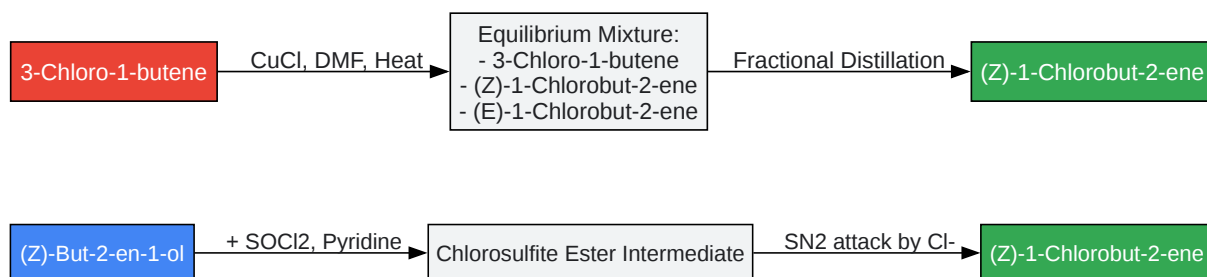 3-Chloro-1-butene
CuCl, DMF, Heat
Equilibrium Mixture:
- 3-Chloro-1-butene
- (Z)-1-Chlorobut-2-ene
- (E)-1-Chlorobut-2-ene
Fractional Distillation
(Z)-1-Chlorobut-2-ene
(Z)-But-2-en-1-ol
+ SOCl2, Pyridine
Chlorosulfite Ester Intermediate
SN2 attack by Cl-
(Z)-1-Chlorobut-2-ene